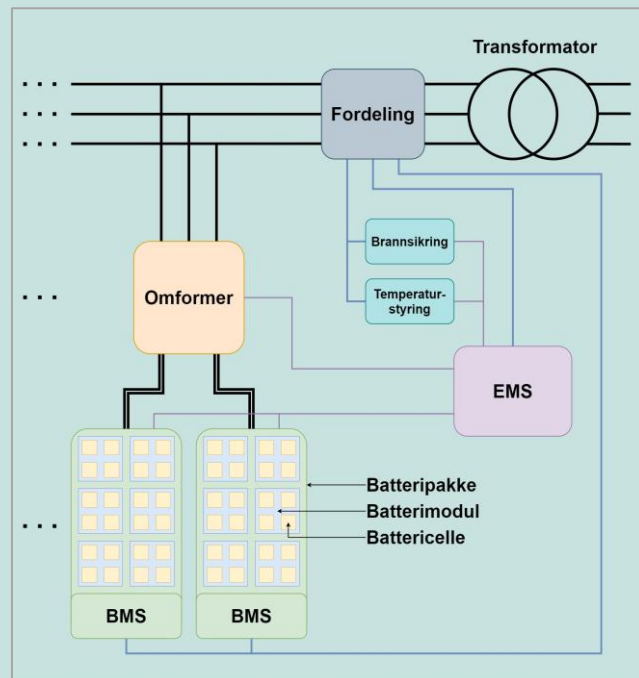 Transformator
Fordeling
Brannsikring
Omformer
Temperatur-
styring
EMS
Batteripakke
Batterimodul
Battericelle
BMS
BMS